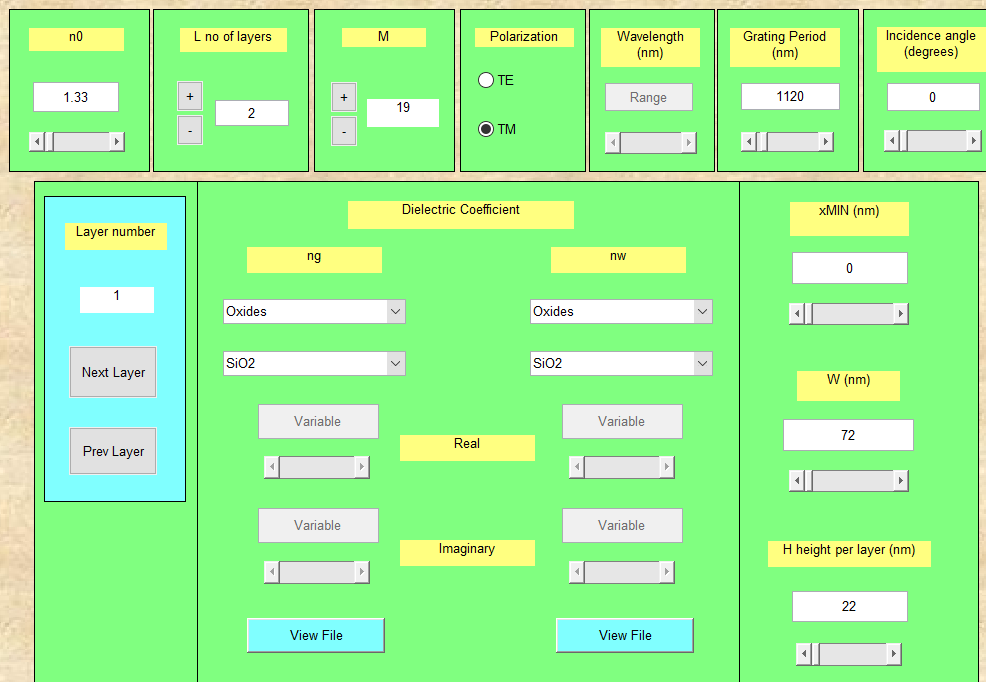 n0
L no of layers
M
Polarization
Wavelength
(nm)
Grating Period
(nm)
Incidence angle
(degrees)
1.33
+
2
-
+
19
-
TE
TM
Range
1120
0
Layer number
1
Next Layer
Prev Layer
Dielectric Coefficient
ng
nw
Oxides
Oxides
SiO2
SiO2
Variable
Variable
Real
Variable
Variable
Imaginary
View File
View File
xMIN (nm)
0
W (nm)
72
H height per layer (nm)
22